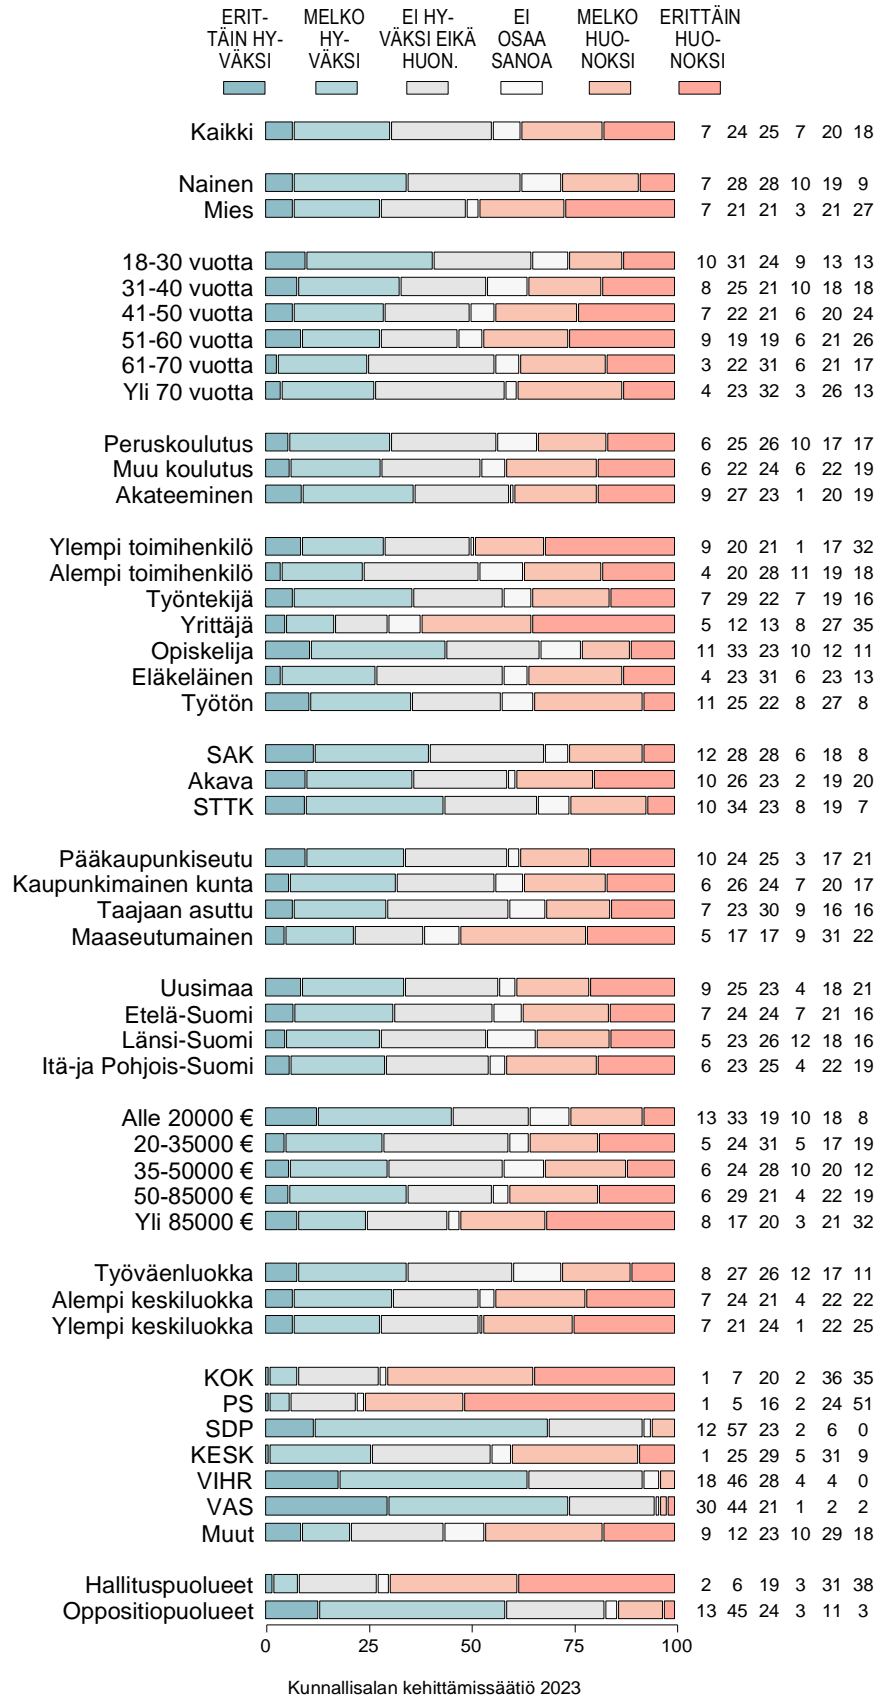 ERIT- MELKO EI HY- EI MELKO ERITTÄIN
TÄIN HY- HY- VÄKSI EIKÄ OSAA HUO- HUO-
VÄKSI VÄKSI HUON. SANOA NOKSI NOKSI
Kaikki 7 24 25 7 20 18
Nainen 7 28 28 10 19 9
Mies 7 21 21 3 21 27
18-30 vuotta 10 31 24 9 13 13
31-40 vuotta 8 25 21 10 18 18
41-50 vuotta 7 22 21 6 20 24
51-60 vuotta 9 19 19 6 21 26
61-70 vuotta 3 22 31 6 21 17
Yli 70 vuotta 4 23 32 3 26 13
Peruskoulutus 6 25 26 10 17 17
Muu koulutus 6 22 24 6 22 19
Akateeminen 9 27 23 1 20 19
Ylempi toimihenkilö 9 20 21 1 17 32
Alempi toimihenkilö 4 20 28 11 19 18
Työntekijä 7 29 22 7 19 16
Yrittäjä 5 12 13 8 27 35
Opiskelija 11 33 23 10 12 11
Eläkeläinen 4 23 31 6 23 13
Työtön 11 25 22 8 27 8
SAK 12 28 28 6 18 8
Akava 10 26 23 2 19 20
STTK 10 34 23 8 19 7
Pääkaupunkiseutu 10 24 25 3 17 21
Kaupunkimainen kunta 6 26 24 7 20 17
Taajaan asuttu 7 23 30 9 16 16
Maaseutumainen 5 17 17 9 31 22
Uusimaa 9 25 23 4 18 21
Etelä-Suomi 7 24 24 7 21 16
Länsi-Suomi 5 23 26 12 18 16
Itä-ja Pohjois-Suomi 6 23 25 4 22 19
Alle 20000 € 13 33 19 10 18 8
20-35000 € 5 24 31 5 17 19
35-50000 € 6 24 28 10 20 12
50-85000 € 6 29 21 4 22 19
Yli 85000 € 8 17 20 3 21 32
Työväenluokka 8 27 26 12 17 11
Alempi keskiluokka 7 24 21 4 22 22
Ylempi keskiluokka 7 21 24 1 22 25
KOK 1 7 20 2 36 35
PS 1 5 16 2 24 51
SDP 12 57 23 2 6 0
KESK 1 25 29 5 31 9
VIHR 18 46 28 4 4 0
VAS 30 44 21 1 2 2
Muut 9 12 23 10 29 18
Hallituspuolueet 2 6 19 3 31 38
Oppositiopuolueet 13 45 24 3 11 3
0 25 50 75 100
Kunnallisalan kehittämissäätiö 2023